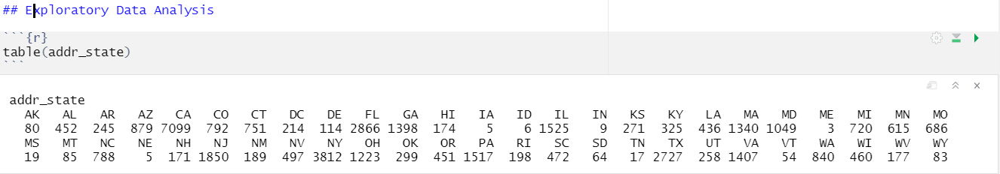 ## Exploratory Data Analysis
```{r}
table(addr_state)
```
addr_state
AK AL AR AZ CA CO CT DC DE FL GA HI IA ID IL IN KS KY LA MA MD ME MI MN MO
80 452 245 879 7099 792 751 214 114 2866 1398 174 5 6 1525 9 271 325 436 1340 1049 3 720 615 686
MS MT NC NE NH NJ NM NV NY OH OK OR PA RI SC SD TN TX UT VA VT WA WI WV WY
19 85 788 5 171 1850 189 497 3812 1223 299 451 1517 198 472 64 17 2727 258 1407 54 840 460 177 83